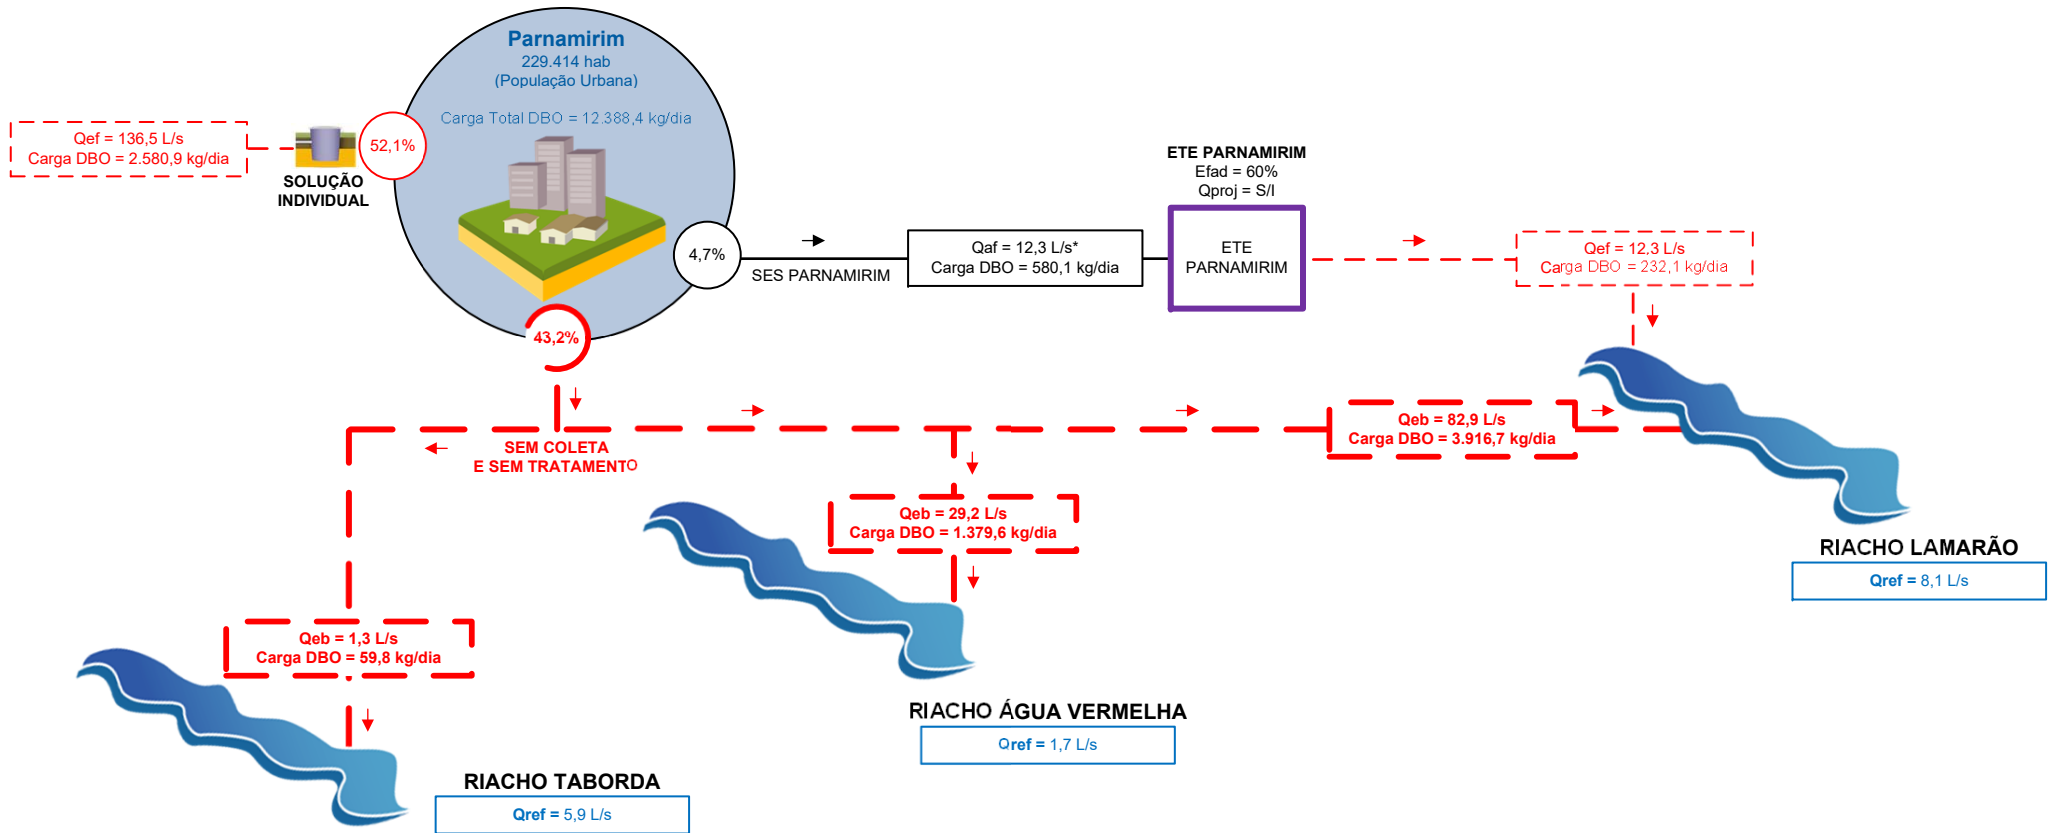 Parnamirim
229.414 hab
(População Urbana)
Carga Total DBO = 12.388,4 kg/dia
Qef = 136,5 L/s
Carga DBO = 2.580,9 kg/dia
52,1%
SOLUÇÃO
INDIVIDUAL
4,7%
SES PARNAMIRIM
Qaf = 12,3 L/s*
Carga DBO = 580,1 kg/dia
ETE PARNAMIRIM
Efad = 60%
Qproj = S/I
ETE
PARNAMIRIM
Qef = 12,3 L/s
Carga DBO = 232,1 kg/dia
43,2%
SEM COLETA
E SEM TRATAMENTO
Qeb = 82,9 L/s
Carga DBO = 3.916,7 kg/dia
Qeb = 29,2 L/s
Carga DBO = 1.379,6 kg/dia
RIACHO LAMARÃO
Qref = 8,1 L/s
Qeb = 1,3 L/s
Carga DBO = 59,8 kg/dia
RIACHO ÁGUA VERMELHA
Qref = 1,7 L/s
RIACHO TABORDA
Qref = 5,9 L/s